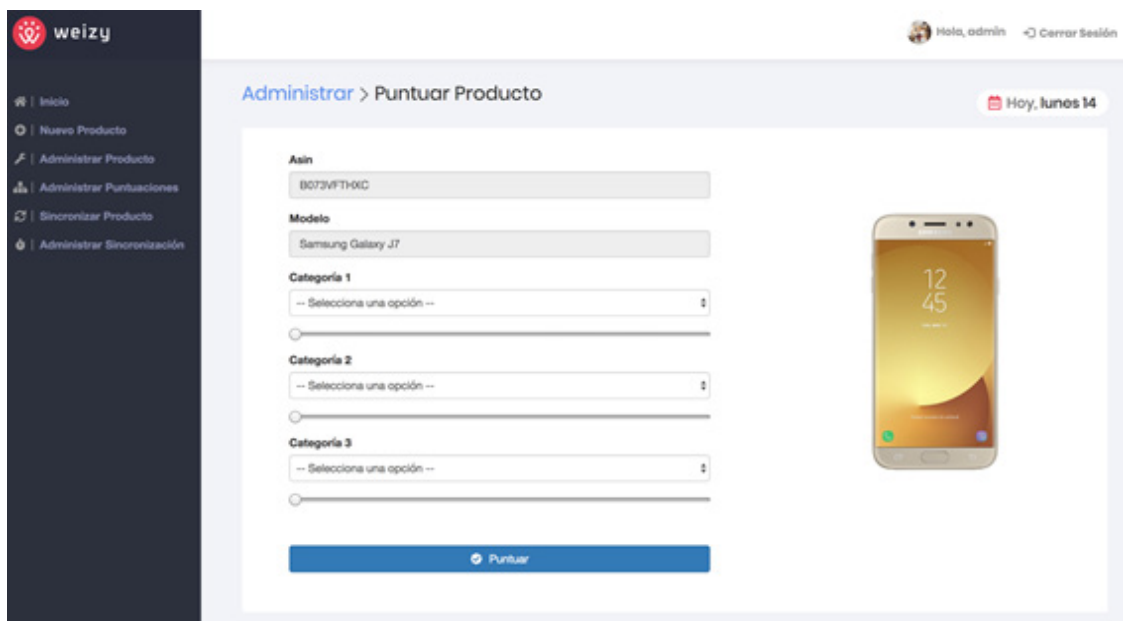 weizy
Hola, admin
Cerrar Sesión
Inicio
Nuevo Producto
Administrar Producto
Administrar Puntuaciones
Sincronizar Producto
Administrar Sincronización
Administrar > Puntuar Producto
Hoy, lunes 14
Asin
B073VFTHXC
Modelo
Samsung Galaxy J7
Categoría 1
-- Selecciona una opción --
Categoría 2
-- Selecciona una opción --
Categoría 3
-- Selecciona una opción --
Puntuar
12
45